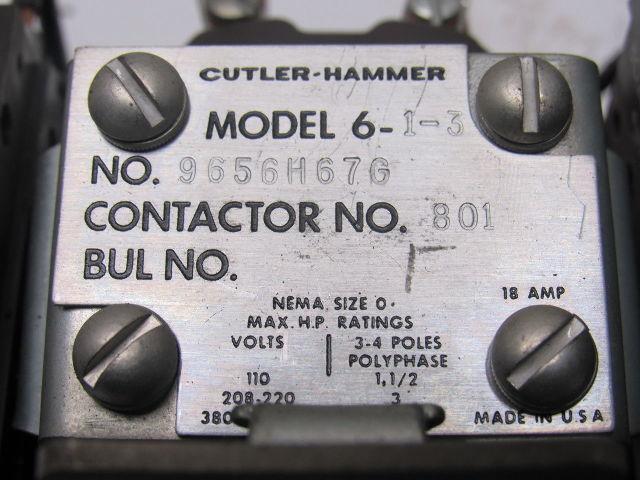 CUTLER-HAMMER
MODEL 6-1-3
NO. 9656H67G
CONTACTOR NO. 801
BUL NO.
NEMA SIZE 0.
18 AMP
MAX. H.P. RATINGS
VOLTS 3-4 POLES
POLYPHASE
110 1,1/2
208-220 3
MADE IN U.S.A